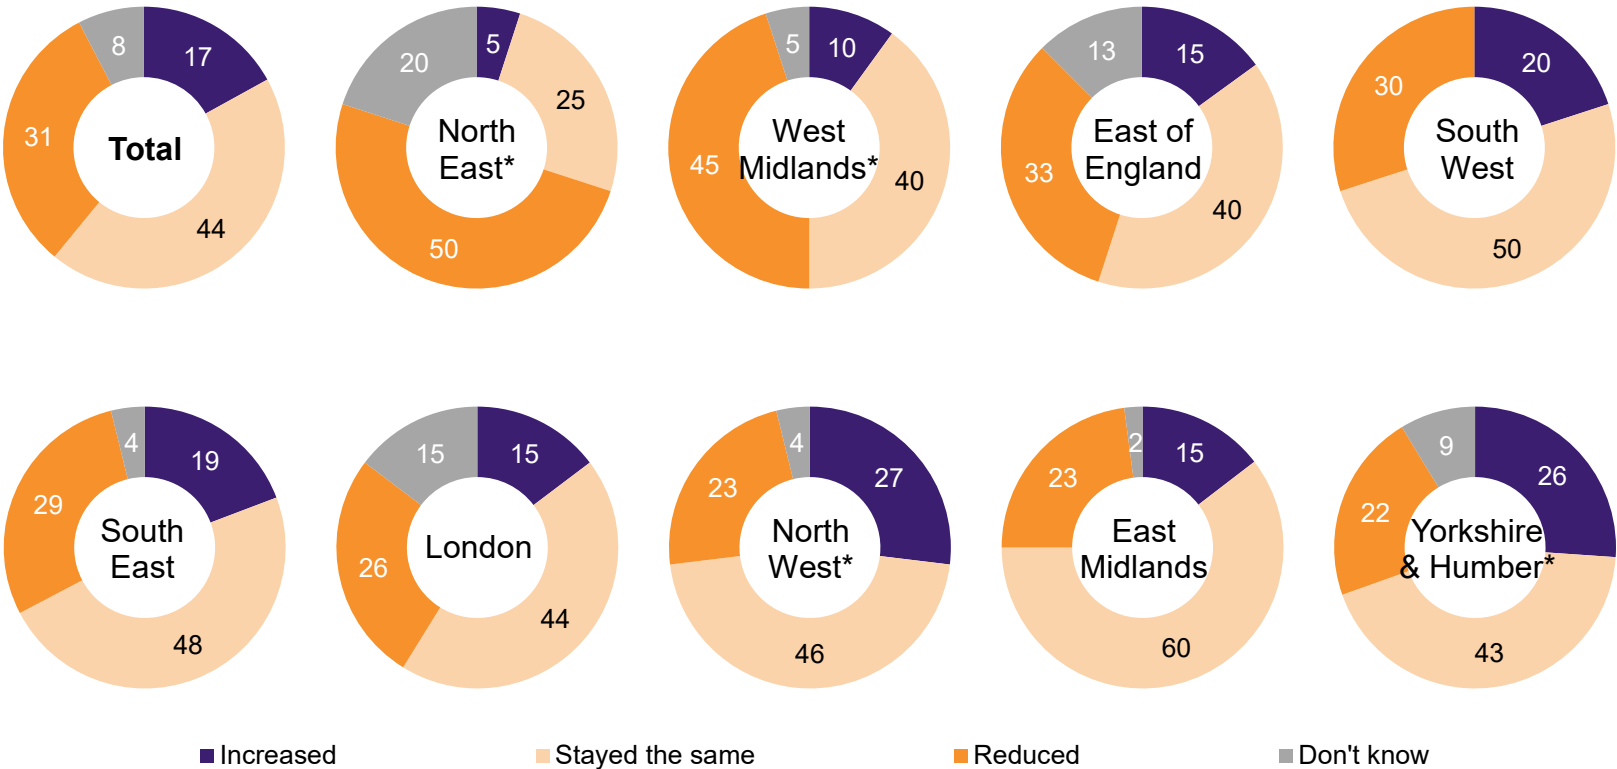 8
17
31
Total
44
20
5
25
North
East*
50
5
10
45
West
Midlands*
40
13
15
33
East of
England
40
20
30
South
West
50
4
19
29
South
East
48
15
15
26
London
44
4
27
23
North
West*
46
2
15
23
East
Midlands
60
9
26
22
Yorkshire
& Humber*
43
Increased
Stayed the same
Reduced
Don't know